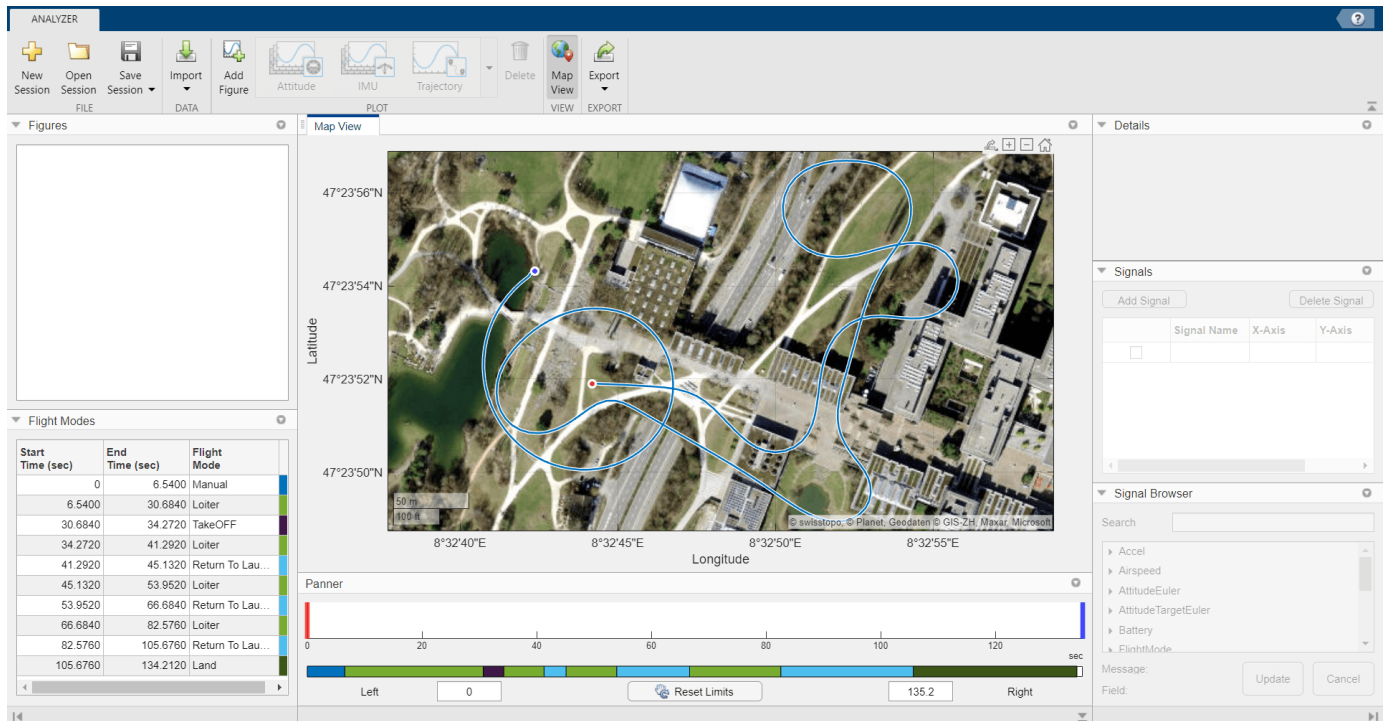 ANALYZER
?
New Session
Open Session
Save Session
Import
Add Figure
Attitude
IMU
Trajectory
Delete
Map View
Export
FILE
DATA
PLOT
VIEW
EXPORT
Figures
Flight Modes
Start Time (sec) End Time (sec) Flight Mode
0 6.5400 Manual
6.5400 30.6840 Loiter
30.6840 34.2720 TakeOFF
34.2720 41.2920 Loiter
41.2920 45.1320 Return To Lau...
45.1320 53.9520 Loiter
53.9520 66.6840 Return To Lau...
66.6840 82.5760 Loiter
82.5760 105.6760 Return To Lau...
105.6760 134.2120 Land
Map View
47°23'56"N
47°23'54"N
47°23'52"N
47°23'50"N
Latitude
50 m
100 ft
© swisstopo, © Planet, Geodaten © GIS-ZH, Maxar, Microsoft
8°32'40"E 8°32'45"E 8°32'50"E 8°32'55"E
Longitude
Panner
0 20 40 60 80 100 120
sec
Left 0 Reset Limits 135.2 Right
Details
Signals
Add Signal Delete Signal
Signal Name X-Axis Y-Axis
Signal Browser
Search
Accel
Airspeed
AttitudeEuler
AttitudeTargetEuler
Battery
FlightMode
Message:
Field:
Update Cancel